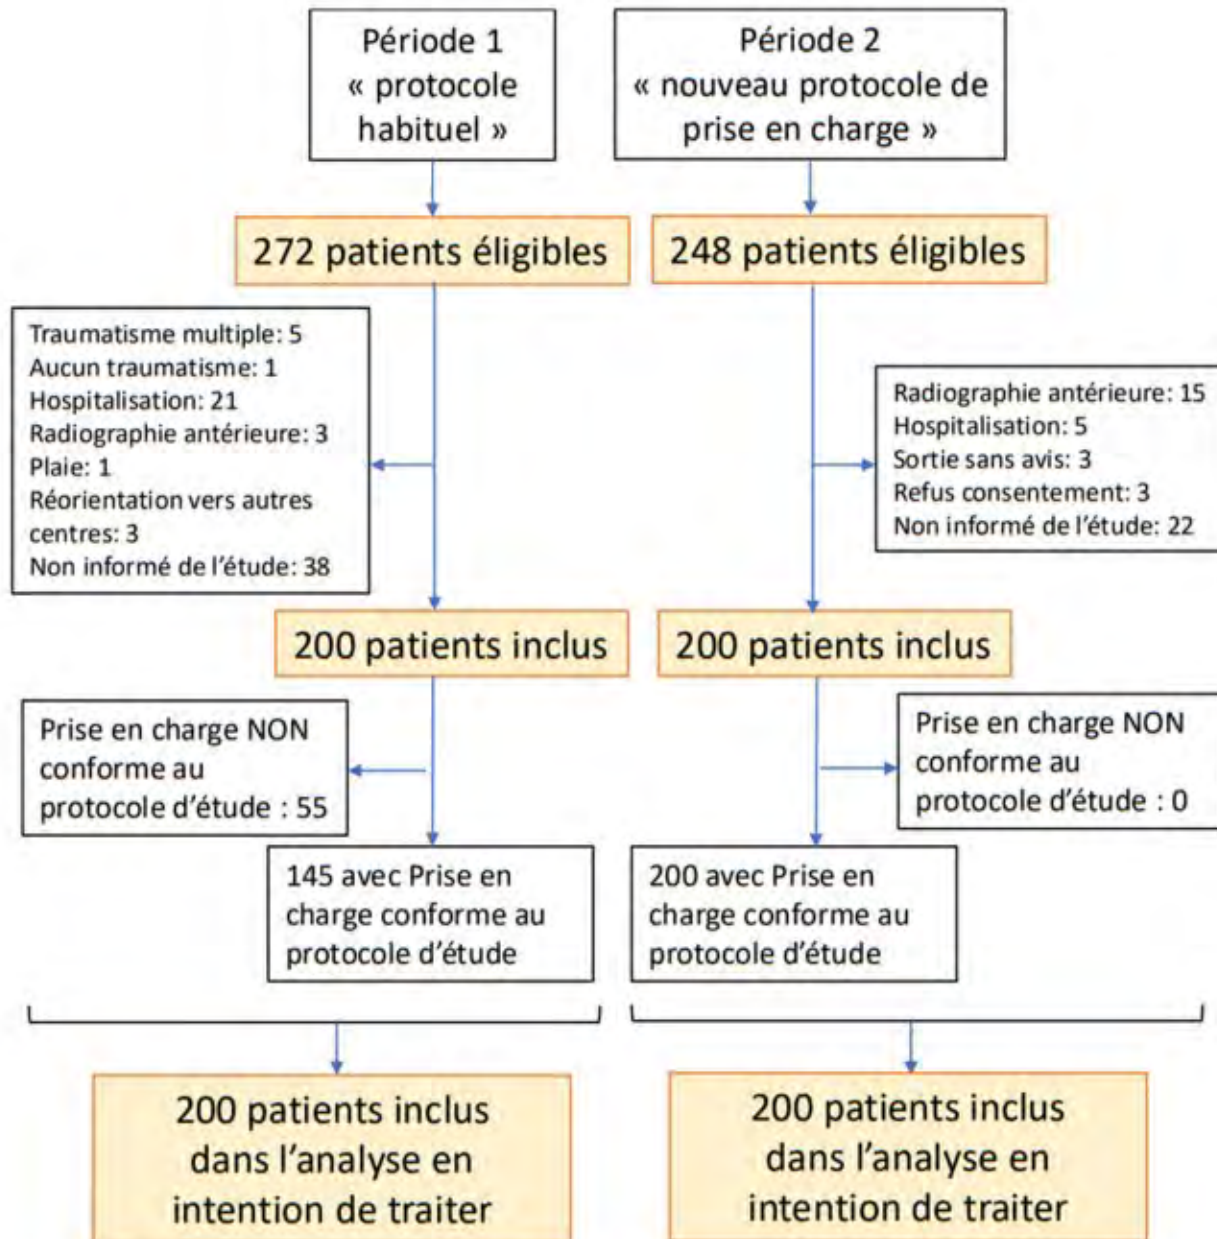 Période 1
« protocole
habituel »
Période 2
« nouveau protocole de
prise en charge »
272 patients éligibles
248 patients éligibles
Traumatisme multiple: 5
Aucun traumatisme: 1
Hospitalisation: 21
Radiographie antérieure: 3
Plaie: 1
Réorientation vers autres
centres: 3
Non informé de l'étude: 38
Radiographie antérieure: 15
Hospitalisation: 5
Sortie sans avis: 3
Refus consentement: 3
Non informé de l'étude: 22
200 patients inclus
200 patients inclus
Prise en charge NON
conforme au
protocole d'étude : 55
Prise en charge NON
conforme au
protocole d'étude : 0
145 avec Prise en
charge conforme au
protocole d'étude
200 avec Prise en
charge conforme au
protocole d'étude
200 patients inclus
dans l'analyse en
intention de traiter
200 patients inclus
dans l'analyse en
intention de traiter